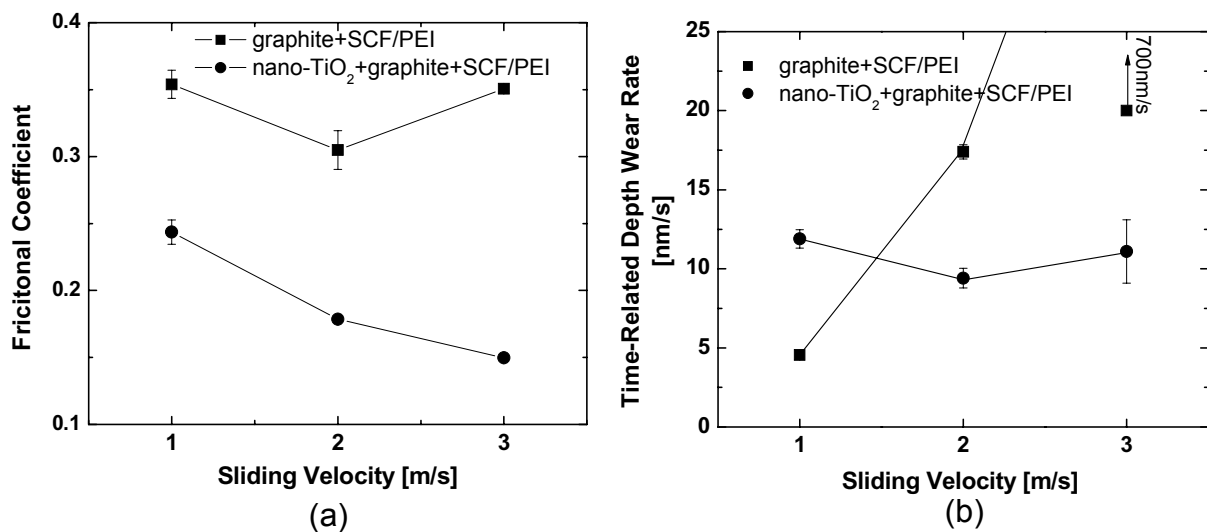 0.4
0.3
0.2
0.1
Fricitonal Coefficient
graphite+SCF/PEI
nano-TiO₂+graphite+SCF/PEI
1 2 3
Sliding Velocity [m/s]
(a)
25
20
15
10
5
0
Time-Related Depth Wear Rate
[nm/s]
graphite+SCF/PEI
nano-TiO₂+graphite+SCF/PEI
700nm/s
1 2 3
Sliding Velocity [m/s]
(b)